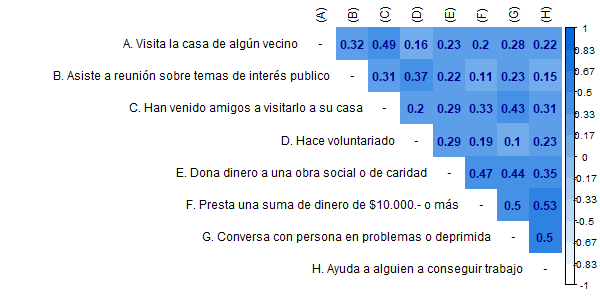 (A) (B) (C) (D) (E) (F) (G) (H)
A. Visita la casa de algún vecino - 0.32 0.49 0.16 0.23 0.2 0.28 0.22
B. Asiste a reunión sobre temas de interés publico - 0.31 0.37 0.22 0.11 0.23 0.15
C. Han venido amigos a visitarlo a su casa - 0.2 0.29 0.33 0.43 0.31
D. Hace voluntariado - 0.29 0.19 0.1 0.23
E. Dona dinero a una obra social o de caridad - 0.47 0.44 0.35
F. Presta una suma de dinero de $10.000.- o más - 0.5 0.53
G. Conversa con persona en problemas o deprimida - 0.5
H. Ayuda a alguien a conseguir trabajo -
1
0.83
0.67
0.5
0.33
0.17
0
-0.17
-0.33
-0.5
-0.67
-0.83
-1